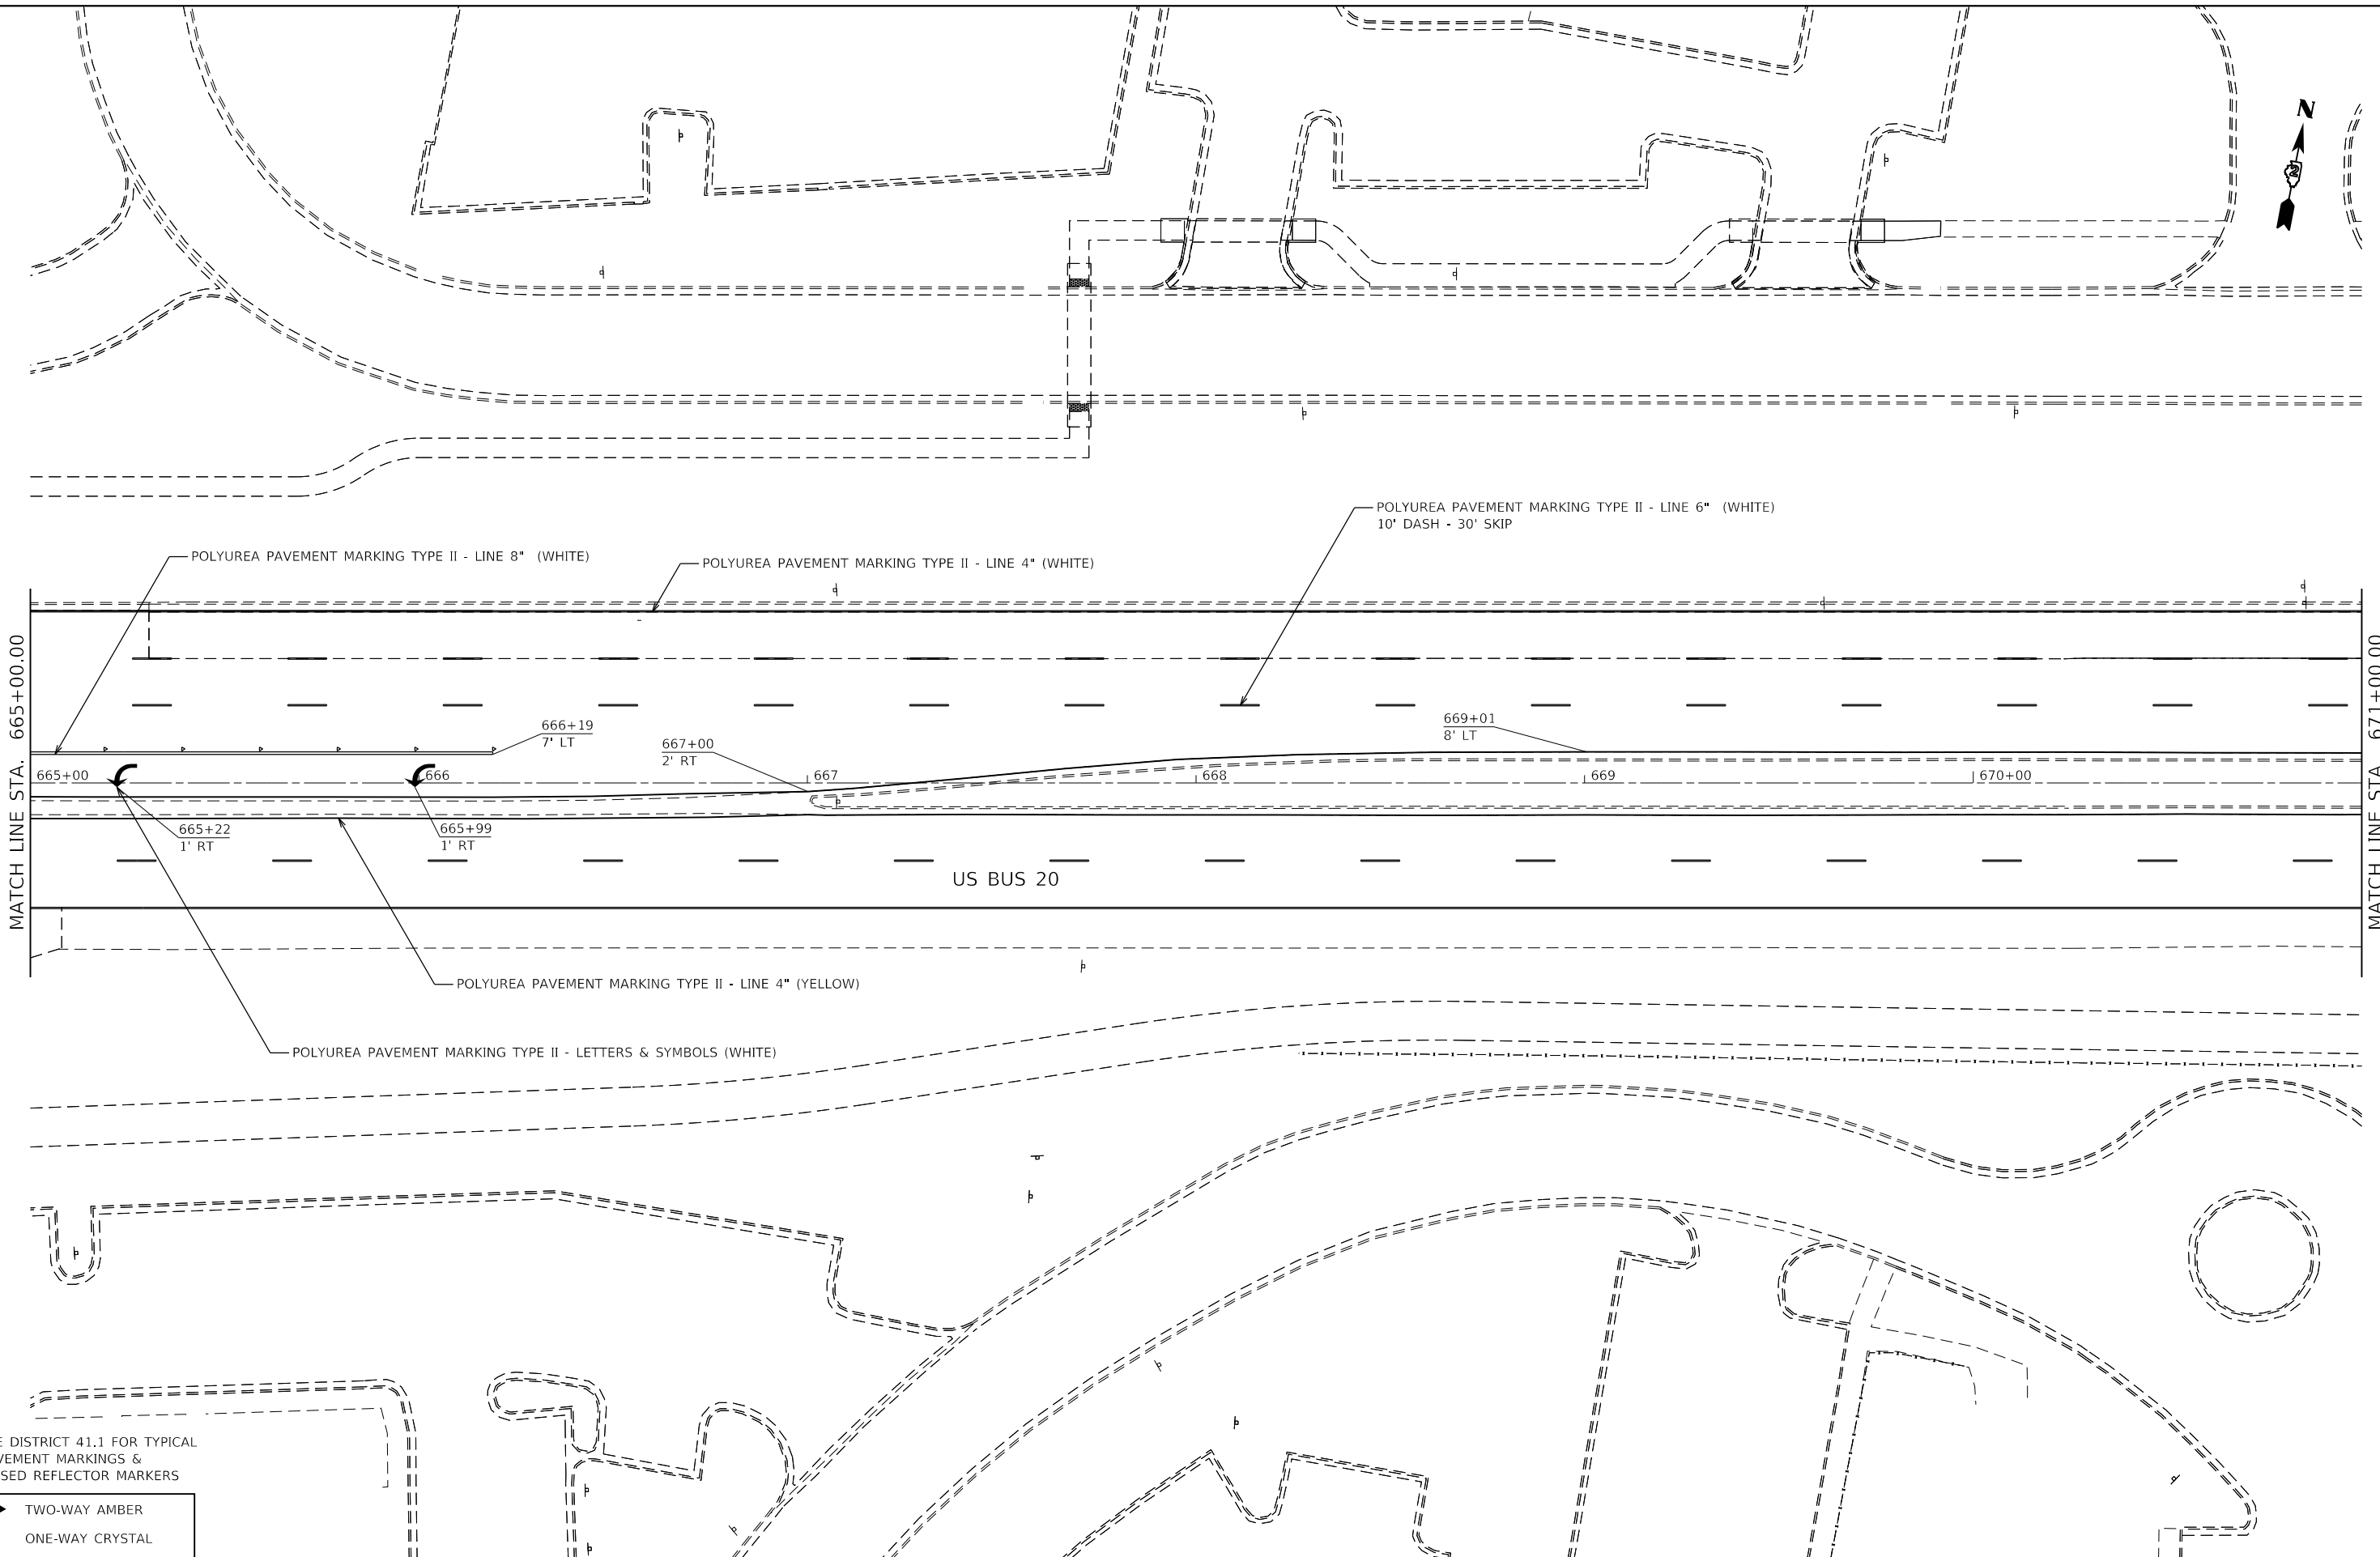 N
POLYUREA PAVEMENT MARKING TYPE II - LINE 6" (WHITE)
10' DASH - 30' SKIP
POLYUREA PAVEMENT MARKING TYPE II - LINE 8" (WHITE)
POLYUREA PAVEMENT MARKING TYPE II - LINE 4" (WHITE)
MATCH LINE STA. 665+00.00
MATCH LINE STA. 671+00.00
666+19
7' LT
667+00
2' RT
669+01
8' LT
665+00
666
667
668
669
670+00
665+22
1' RT
665+99
1' RT
US BUS 20
POLYUREA PAVEMENT MARKING TYPE II - LINE 4" (YELLOW)
POLYUREA PAVEMENT MARKING TYPE II - LETTERS & SYMBOLS (WHITE)
DISTRICT 41.1 FOR TYPICAL
VEMENT MARKINGS &
SED REFLECTOR MARKERS
TWO-WAY AMBER
ONE-WAY CRYSTAL